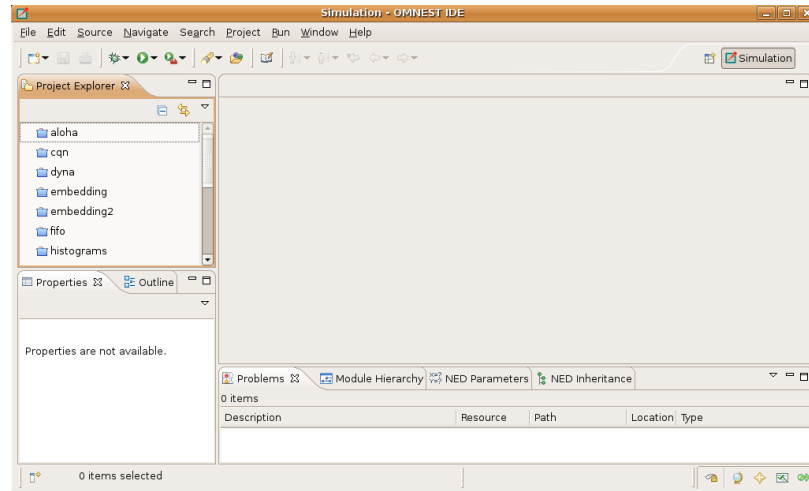 Simulation - OMNEST IDE
File Edit Source Navigate Search Project Run Window Help
Simulation
Project Explorer
aloha
cqn
dyna
embedding
embedding2
fifo
histograms
Properties Outline
Properties are not available.
Problems Module Hierarchy NED Parameters NED Inheritance
0 items
Description Resource Path Location Type
0 items selected